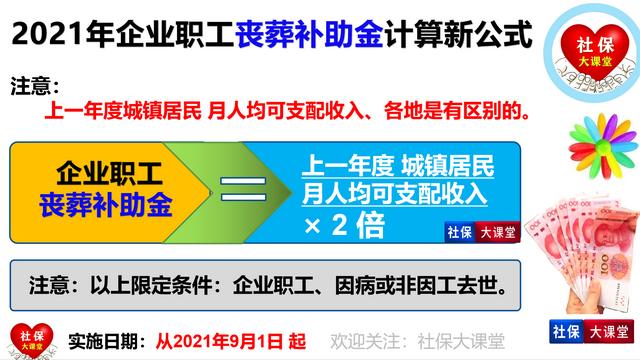 2021年企业职工丧葬补助金计算新公式
社保
大课堂
注意：
上一年度城镇居民 月人均可支配收入、各地是有区别的。
企业职工
丧葬补助金
=
上一年度 城镇居民
月人均可支配收入
× 2 倍
社保 大课堂
100
注意：以上限定条件：企业职工、因病或非因工去世。
社保 大课堂
社保
大课堂
实施日期：从2021年9月1日 起
欢迎关注：社保大课堂